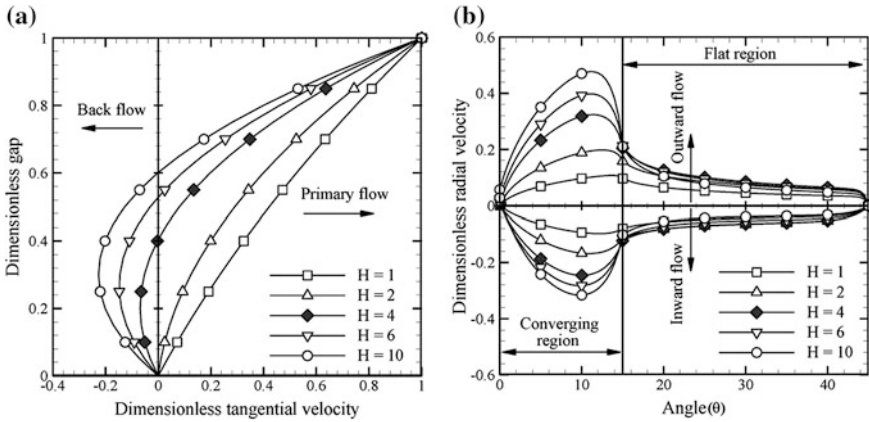 (a)
1
0.8
0.6
0.4
0.2
0
Dimensionless gap
Back flow
Primary flow
H = 1
H = 2
H = 4
H = 6
H = 10
-0.4
-0.2
0
0.2
0.4
0.6
0.8
1
Dimensionless tangential velocity
(b)
0.6
0.4
0.2
0.0
-0.2
-0.4
-0.6
Dimensionless radial velocity
Flat region
Outward flow
Inward flow
Converging
region
H = 1
H = 2
H = 4
H = 6
H = 10
0
10
20
30
40
Angle(θ)